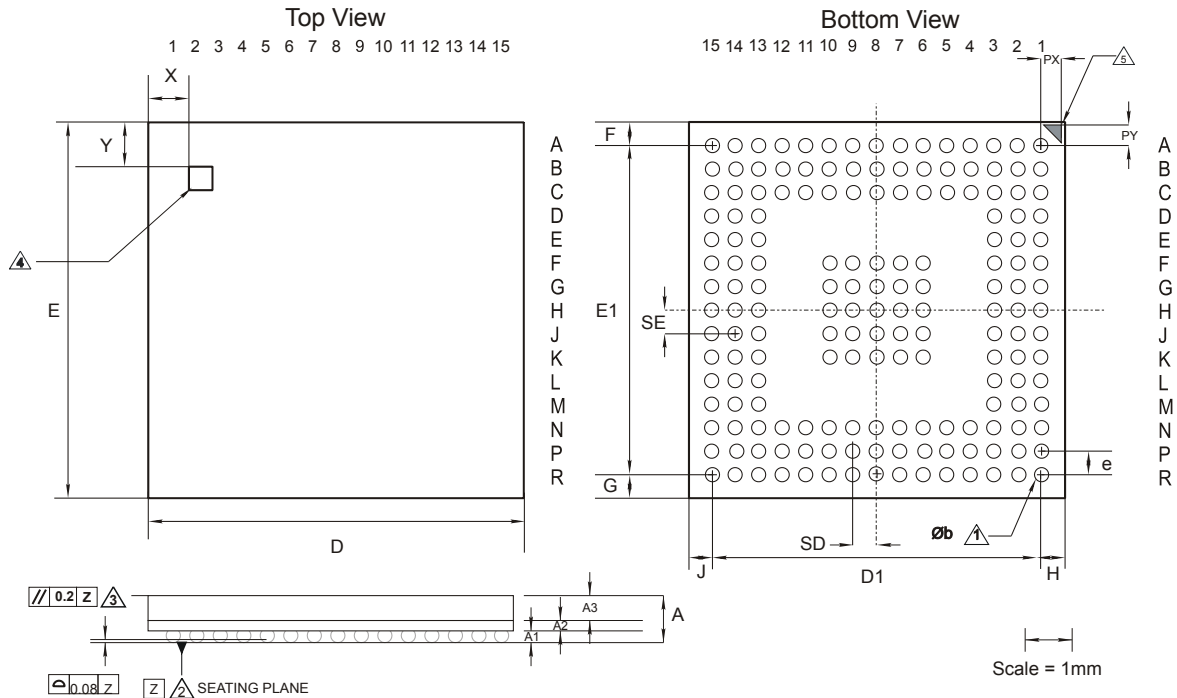 Top View
Bottom View
1 2 3 4 5 6 7 8 9 10 11 12 13 14 15
15 14 13 12 11 10 9 8 7 6 5 4 3 2 1
X
PX
5
Y
F
PY
A
B
C
D
E
F
G
H
J
K
L
M
N
P
R
A
B
C
D
E
F
G
H
J
K
L
M
N
P
R
4
E
E1
SE
e
G
Øb
1
D
SD
J
D1
H
// 0.2 Z 3
A3
A2
A1
A
Scale = 1mm
0.08 Z
Z 2 SEATING PLANE